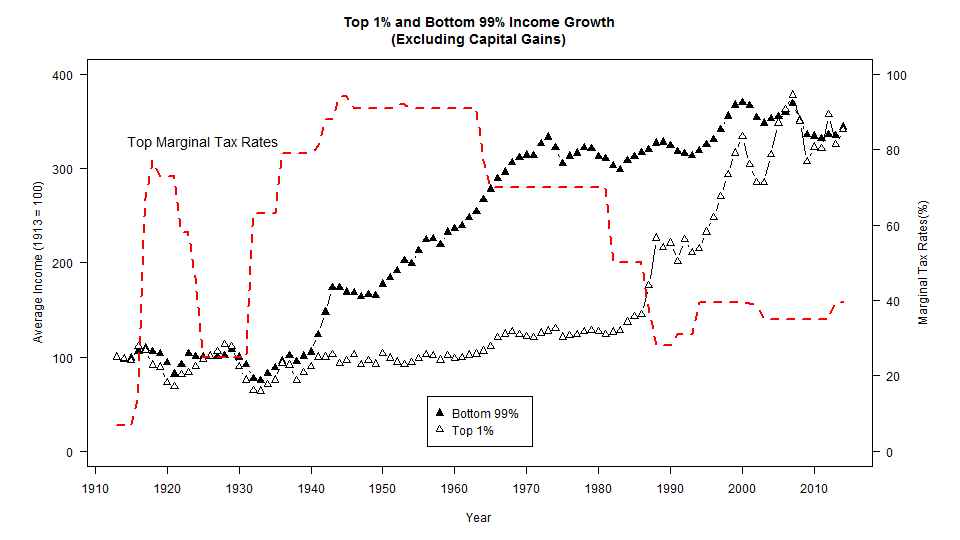 Top 1% and Bottom 99% Income Growth
(Excluding Capital Gains)
400
300
200
100
0
Average Income (1913 = 100)
Top Marginal Tax Rates
100
80
60
40
20
0
Marginal Tax Rates(%)
Bottom 99%
Top 1%
1910 1920 1930 1940 1950 1960 1970 1980 1990 2000 2010
Year